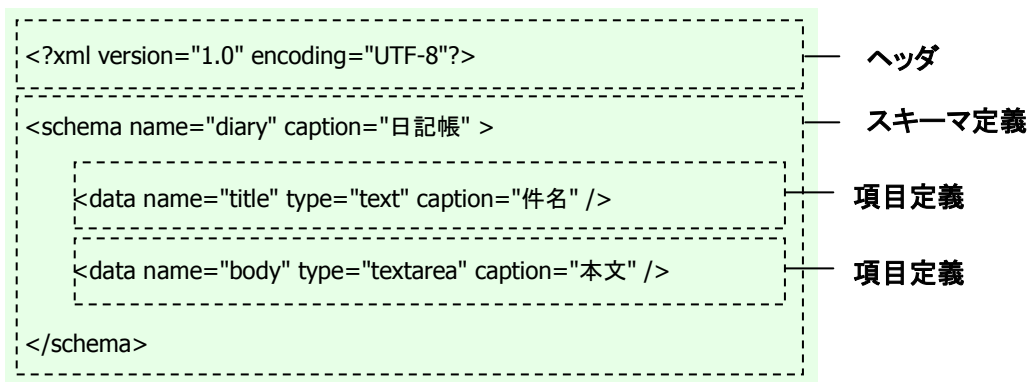 <?xml version="1.0" encoding="UTF-8"?>
ヘッダ
<schema name="diary" caption="日記帳" >
スキーマ定義
<data name="title" type="text" caption="件名" />
項目定義
<data name="body" type="textarea" caption="本文" />
項目定義
</schema>